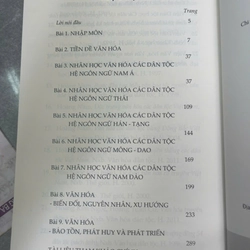 Trang
Lời nói đầu 5
Bài 1. NHẬP MÔN 7
Bài 2. TIỀN ĐỀ VĂN HÓA 37
Bài 3. NHÂN HỌC VĂN HÓA CÁC DÂN TỘC
HỆ NGÔN NGỮ NAM Á 37
Bài 4. NHÂN HỌC VĂN HÓA CÁC DÂN TỘC
HỆ NGÔN NGỮ THÁI 109
Bài 5. NHÂN HỌC VĂN HÓA CÁC DÂN TỘC
HỆ NGÔN NGỮ HÁN - TẠNG 144
Bài 6. NHÂN HỌC VĂN HÓA CÁC DÂN TỘC
HỆ NGÔN NGỮ MÔNG - DAO 166
Bài 7. NHÂN HỌC VĂN HÓA CÁC DÂN TỘC
HỆ NGÔN NGỮ NAM ĐẢO 199
Bài 8. VĂN HÓA
- BIẾN ĐỔI, NGUYÊN NHÂN, XU HƯỚNG 233
Bài 9. VĂN HÓA
- BẢO TỒN, PHÁT HUY VÀ PHÁT TRIỂN 289